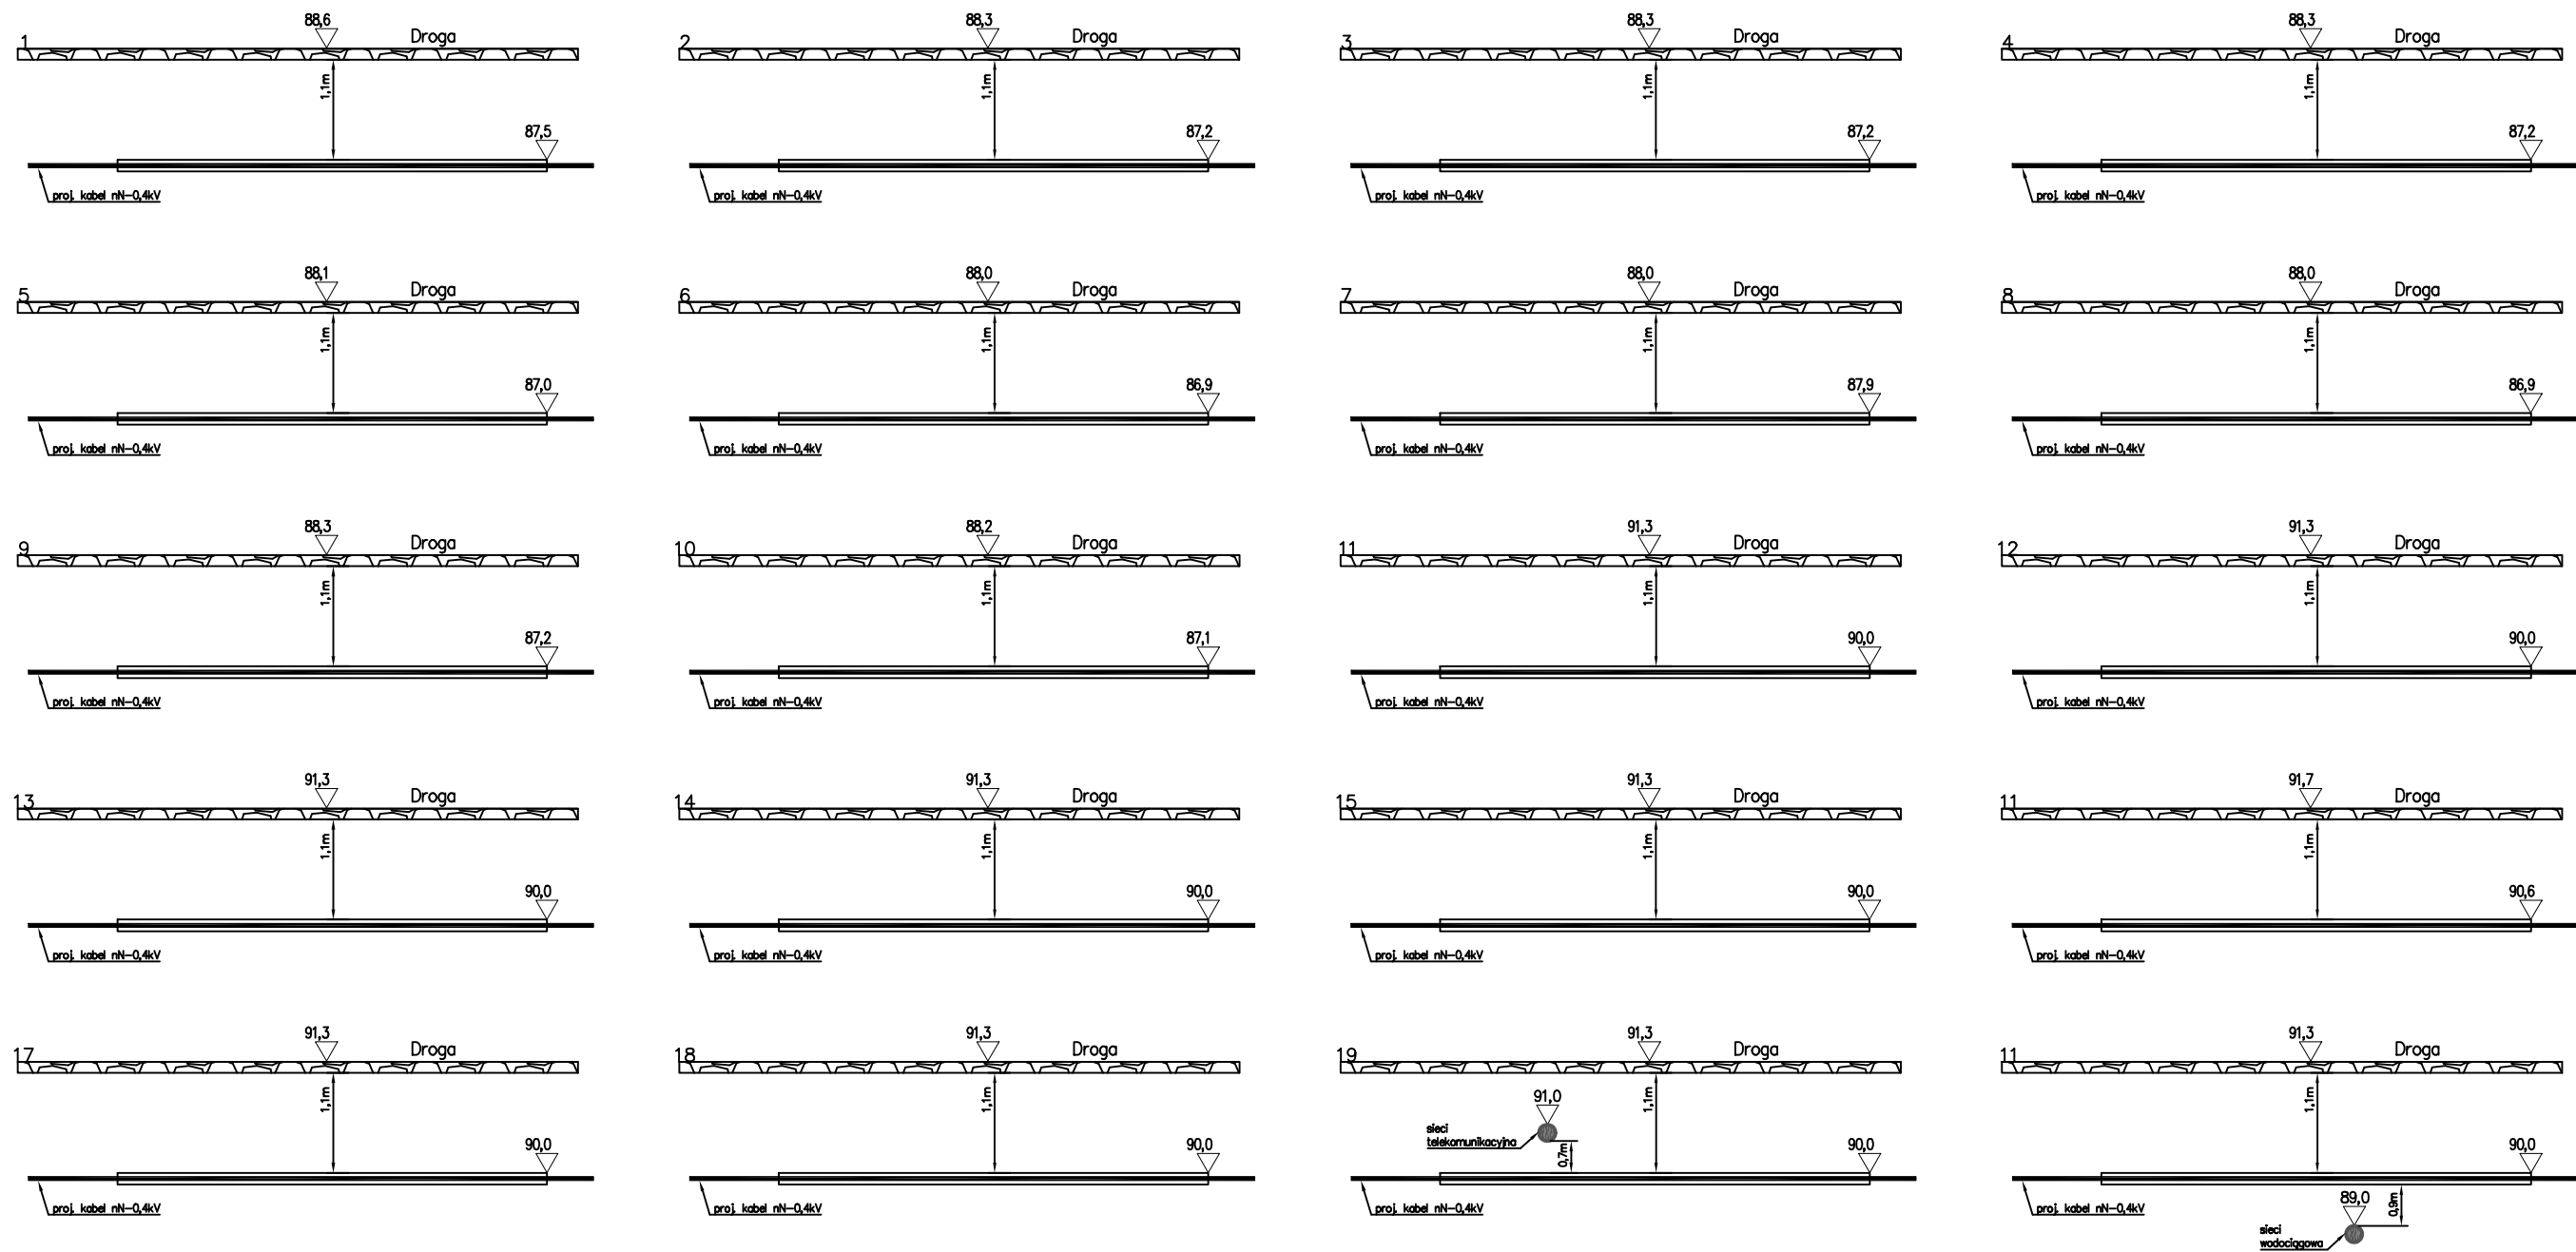 1
88,6
Droga
1,1m
87,5
proj. kabel nN-0,4kV
2
88,3
Droga
1,1m
87,2
proj. kabel nN-0,4kV
3
88,3
Droga
1,1m
87,2
proj. kabel nN-0,4kV
4
88,3
Droga
1,1m
87,2
proj. kabel nN-0,4kV
5
88,1
Droga
1,1m
87,0
proj. kabel nN-0,4kV
6
88,0
Droga
1,1m
86,9
proj. kabel nN-0,4kV
7
88,0
Droga
1,1m
87,9
proj. kabel nN-0,4kV
8
88,0
Droga
1,1m
86,9
proj. kabel nN-0,4kV
9
88,3
Droga
1,1m
87,2
proj. kabel nN-0,4kV
10
88,2
Droga
1,1m
87,1
proj. kabel nN-0,4kV
11
91,3
Droga
1,1m
90,0
proj. kabel nN-0,4kV
12
91,3
Droga
1,1m
90,0
proj. kabel nN-0,4kV
13
91,3
Droga
1,1m
90,0
proj. kabel nN-0,4kV
14
91,3
Droga
1,1m
90,0
proj. kabel nN-0,4kV
15
91,3
Droga
1,1m
90,0
proj. kabel nN-0,4kV
11
91,7
Droga
1,1m
90,6
proj. kabel nN-0,4kV
17
91,3
Droga
1,1m
90,0
proj. kabel nN-0,4kV
18
91,3
Droga
1,1m
90,0
proj. kabel nN-0,4kV
19
91,3
Droga
1,1m
91,0
sieci
telekomunikacyjna
0,7m
90,0
proj. kabel nN-0,4kV
11
91,3
Droga
1,1m
90,0
proj. kabel nN-0,4kV
89,0
0,9m
sieci
wodociągowa